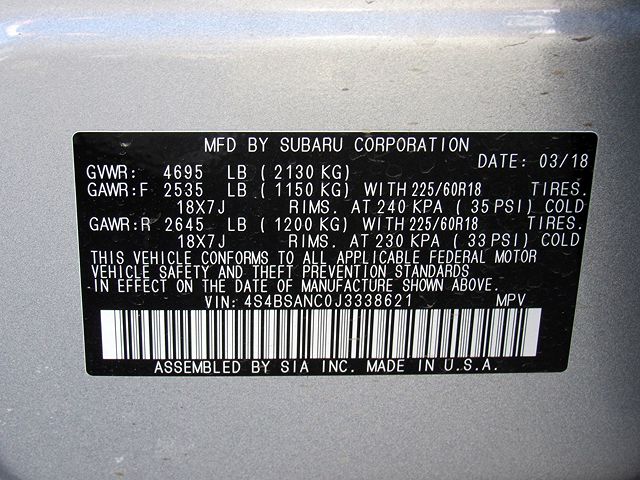 MFD BY SUBARU CORPORATION
DATE: 03/18
GVWR: 4695 LB (2130 KG)
GAWR:F 2535 LB (1150 KG) WITH 225/60R18 TIRES.
18X7J RIMS. AT 240 KPA (35 PSI) COLD
GAWR:R 2645 LB (1200 KG) WITH 225/60R18 TIRES.
18X7J RIMS. AT 230 KPA (33 PSI) COLD
THIS VEHICLE CONFORMS TO ALL APPLICABLE FEDERAL MOTOR
VEHICLE SAFETY AND THEFT PREVENTION STANDARDS IN EFFECT
ON THE DATE OF MANUFACTURE SHOWN ABOVE.
VIN: 4S4BSANC0J3338621 MPV
ASSEMBLED BY SIA INC. MADE IN U.S.A.